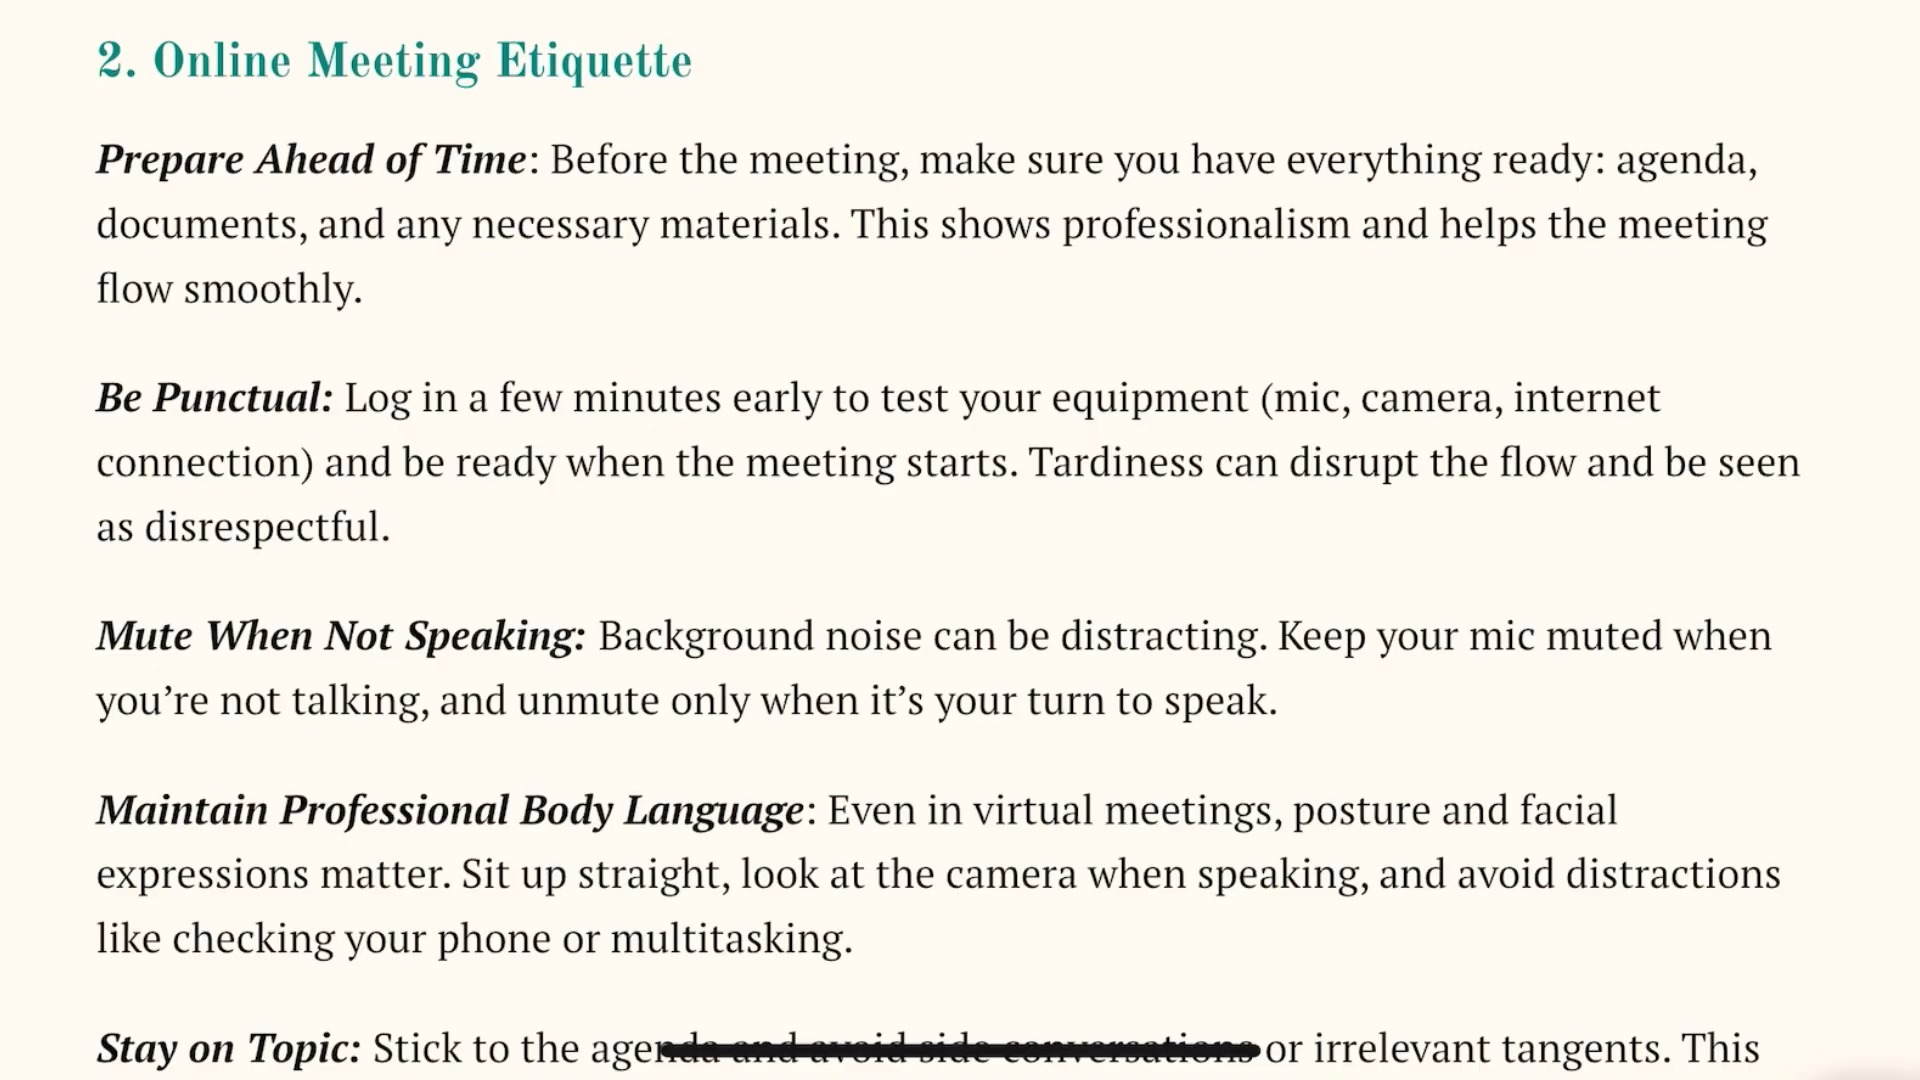 2. Online Meeting Etiquette
Prepare Ahead of Time: Before the meeting, make sure you have everything ready: agenda,
documents, and any necessary materials. This shows professionalism and helps the meeting
flow smoothly.
Be Punctual: Log in a few minutes early to test your equipment (mic, camera, internet
connection) and be ready when the meeting starts. Tardiness can disrupt the flow and be seen
as disrespectful.
Mute When Not Speaking: Background noise can be distracting. Keep your mic muted when
you’re not talking, and unmute only when it’s your turn to speak.
Maintain Professional Body Language: Even in virtual meetings, posture and facial
expressions matter. Sit up straight, look at the camera when speaking, and avoid distractions
like checking your phone or multitasking.
Stay on Topic: Stick to the agenda and avoid side conversations or irrelevant tangents. This